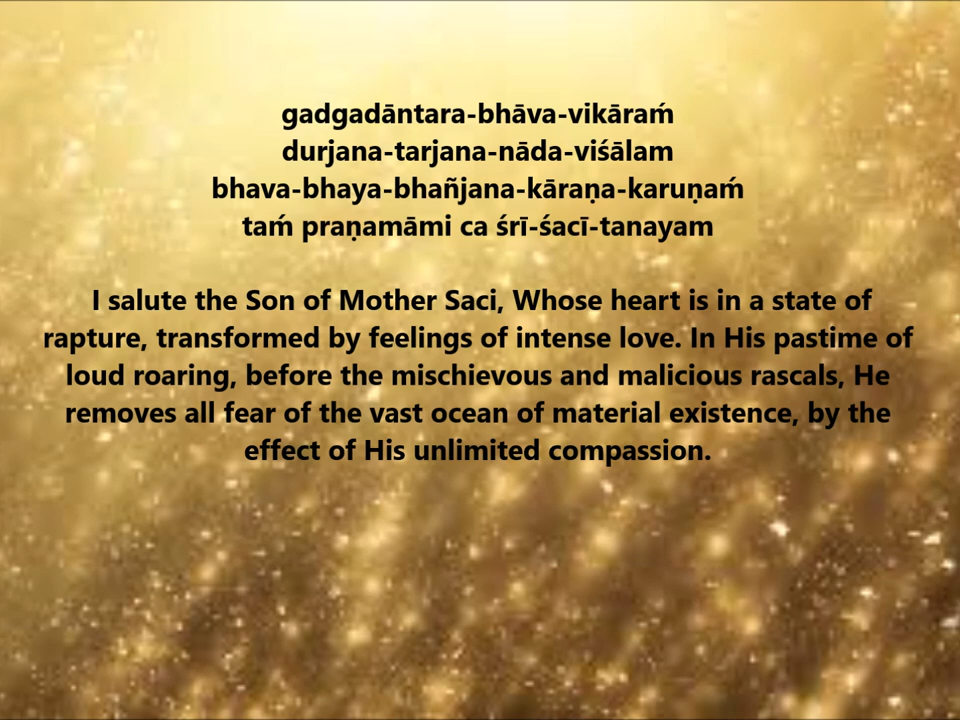 gadgadāntara-bhāva-vikāraḿ
durjana-tarjana-nāda-viśālam
bhava-bhaya-bhañjana-kāraṇa-karuṇaḿ
taḿ praṇamāmi ca śrī-śacī-tanayam
I salute the Son of Mother Saci, Whose heart is in a state of
rapture, transformed by feelings of intense love. In His pastime of
loud roaring, before the mischievous and malicious rascals, He
removes all fear of the vast ocean of material existence, by the
effect of His unlimited compassion.